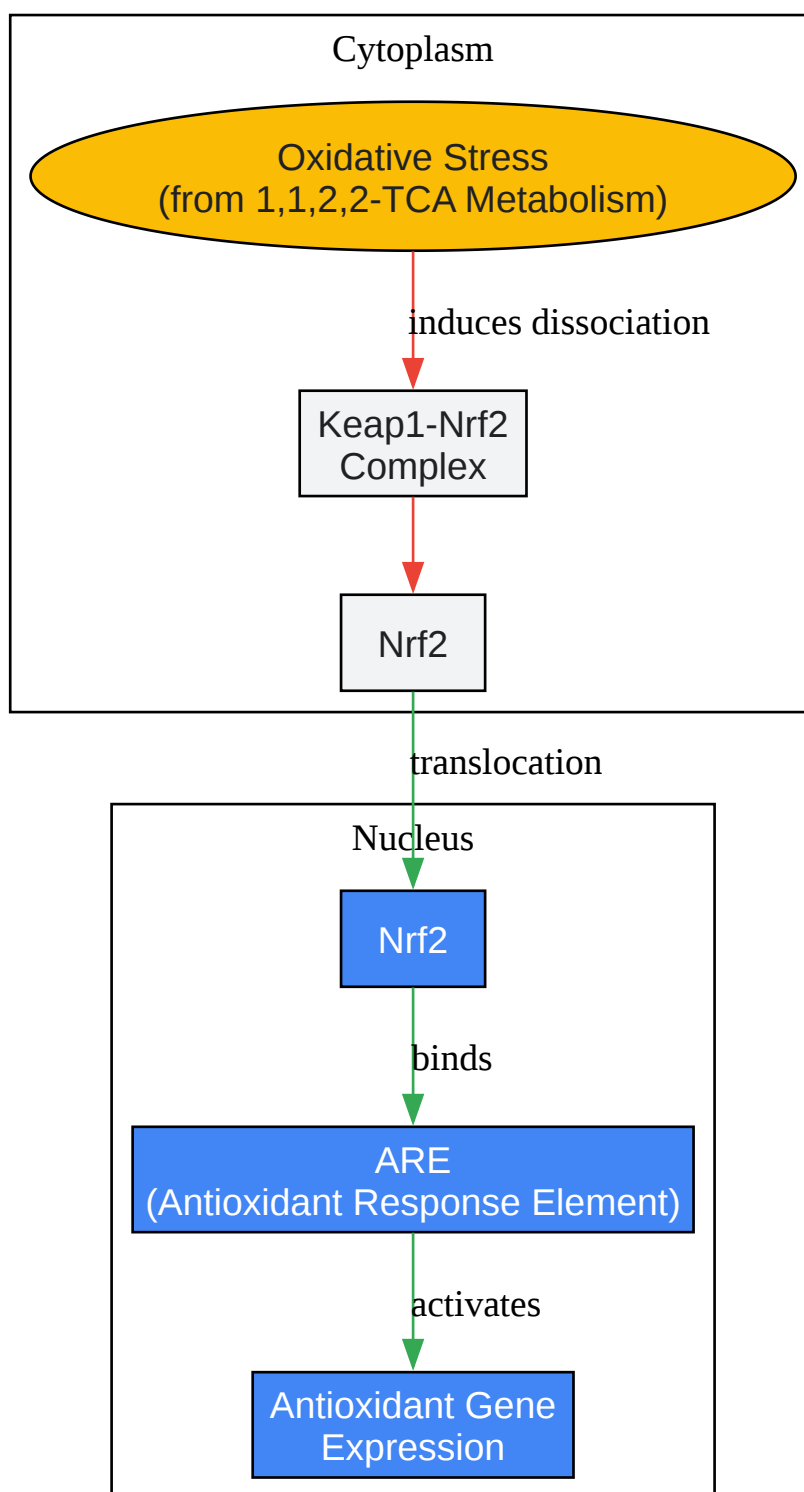 Cytoplasm
Oxidative Stress
(from 1,1,2,2-TCA Metabolism)
induces dissociation
Keap1-Nrf2
Complex
Nrf2
translocation
Nucleus
Nrf2
binds
ARE
(Antioxidant Response Element)
activates
Antioxidant Gene
Expression